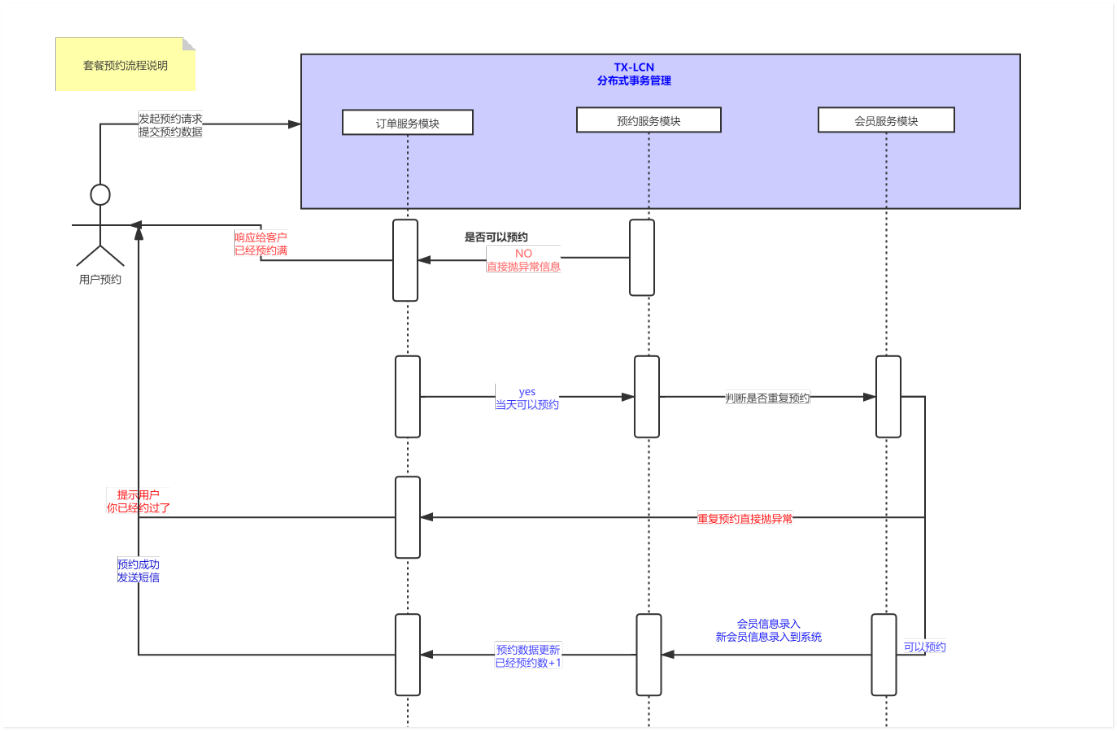 套餐预约流程说明
TX-LCN
分布式事务管理
发起预约请求
提交预约数据
订单服务模块
预约服务模块
会员服务模块
用户预约
响应给客户
已经预约满
是否可以预约
NO
直接抛异常信息
yes
当天可以预约
判断是否重复预约
提示用户
你已经约过了
重复预约直接抛异常
预约成功
发送短信
会员信息录入
新会员信息录入到系统
可以预约
预约数据更新
已经预约数+1